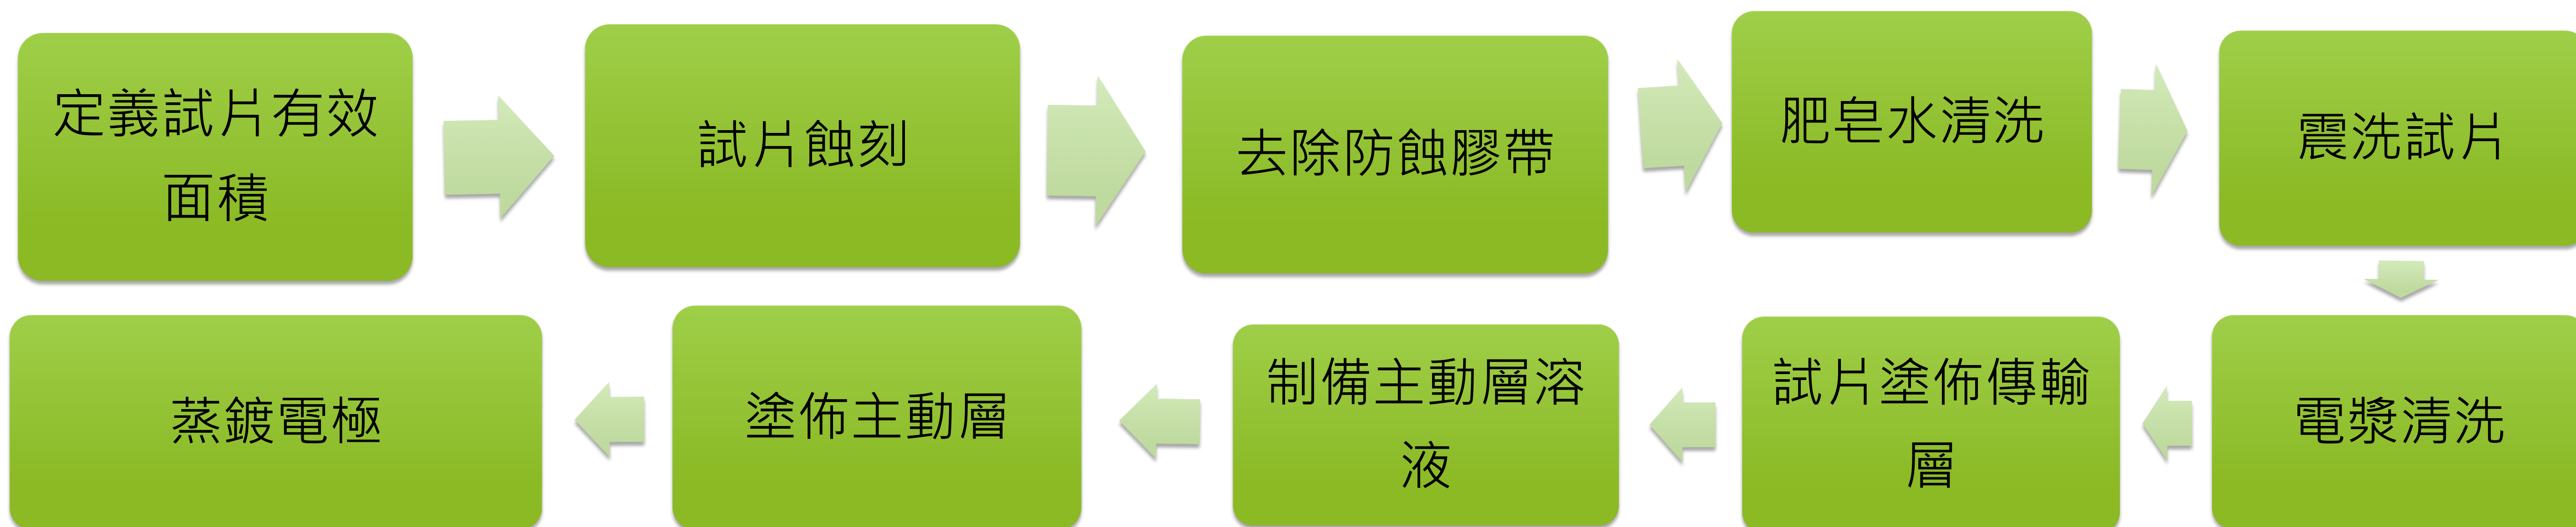 定義試片有效
面積
試片蝕刻
去除防蝕膠帶
肥皂水清洗
震洗試片
電漿清洗
試片塗佈傳輸
層
制備主動層溶
液
塗佈主動層
蒸鍍電極